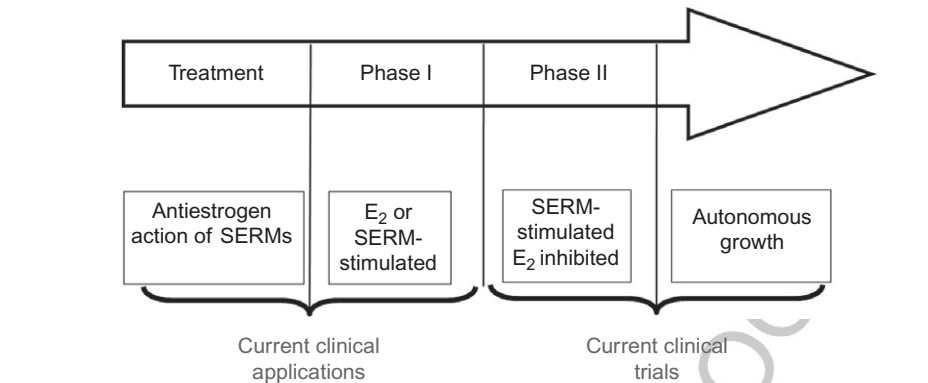 Treatment
Phase I
Phase II
Antiestrogen
action of SERMs
E₂ or
SERM-
stimulated
SERM-
stimulated
E₂ inhibited
Autonomous
growth
Current clinical
applications
Current clinical
trials